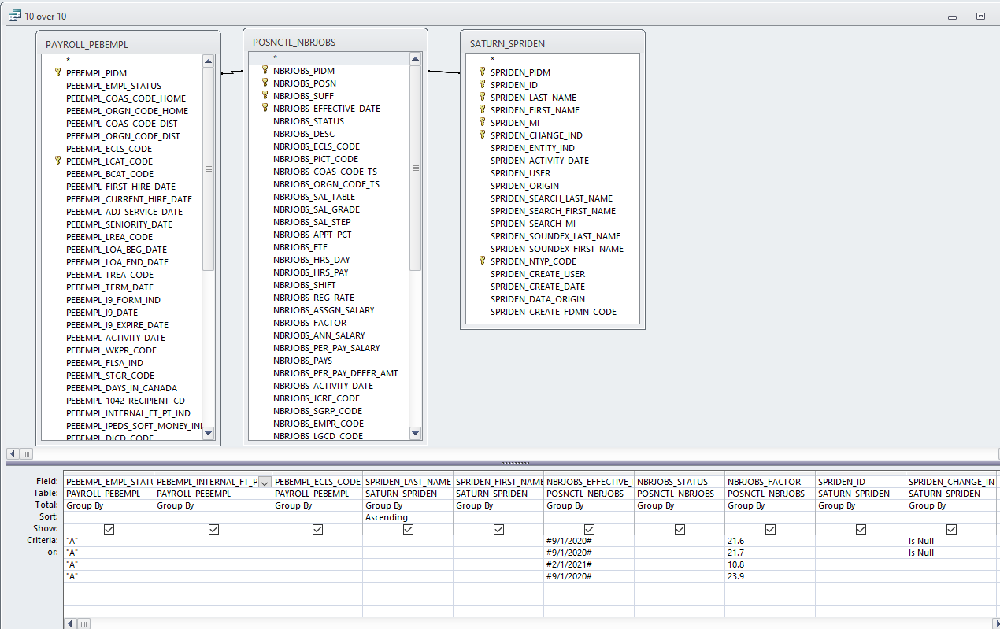 10 over 10
PAYROLL_PEBEMPL
*
PEBEMPL_PIDM
PEBEMPL_EMPL_STATUS
PEBEMPL_COAS_CODE_HOME
PEBEMPL_ORGN_CODE_HOME
PEBEMPL_COAS_CODE_DIST
PEBEMPL_ORGN_CODE_DIST
PEBEMPL_ECLS_CODE
PEBEMPL_LCAT_CODE
PEBEMPL_BCAT_CODE
PEBEMPL_FIRST_HIRE_DATE
PEBEMPL_CURRENT_HIRE_DATE
PEBEMPL_ADJ_SERVICE_DATE
PEBEMPL_SENIORITY_DATE
PEBEMPL_LREA_CODE
PEBEMPL_LOA_BEG_DATE
PEBEMPL_LOA_END_DATE
PEBEMPL_TREA_CODE
PEBEMPL_TERM_DATE
PEBEMPL_I9_FORM_IND
PEBEMPL_I9_DATE
PEBEMPL_I9_EXPIRE_DATE
PEBEMPL_ACTIVITY_DATE
PEBEMPL_WKPR_CODE
PEBEMPL_FLSA_IND
PEBEMPL_STGR_CODE
PEBEMPL_DAYS_IN_CANADA
PEBEMPL_1042_RECIPIENT_CD
PEBEMPL_INTERNAL_FT_PT_IND
PEBEMPL_IPEDS_SOFT_MONEY_IN
PEBEMPL_DICD_CODE
POSNCTL_NBRJOBS
*
NBRJOBS_PIDM
NBRJOBS_POSN
NBRJOBS_SUFF
NBRJOBS_EFFECTIVE_DATE
NBRJOBS_STATUS
NBRJOBS_DESC
NBRJOBS_ECLS_CODE
NBRJOBS_PICT_CODE
NBRJOBS_COAS_CODE_TS
NBRJOBS_ORGN_CODE_TS
NBRJOBS_SAL_TABLE
NBRJOBS_SAL_GRADE
NBRJOBS_SAL_STEP
NBRJOBS_APPT_PCT
NBRJOBS_FTE
NBRJOBS_HRS_DAY
NBRJOBS_HRS_PAY
NBRJOBS_SHIFT
NBRJOBS_REG_RATE
NBRJOBS_ASSGN_SALARY
NBRJOBS_FACTOR
NBRJOBS_ANN_SALARY
NBRJOBS_PER_PAY_SALARY
NBRJOBS_PAYS
NBRJOBS_PER_PAY_DEFER_AMT
NBRJOBS_ACTIVITY_DATE
NBRJOBS_JCRE_CODE
NBRJOBS_SGRP_CODE
NBRJOBS_EMPR_CODE
NBRJOBS_LGCD_CODE
SATURN_SPRIDEN
*
SPRIDEN_PIDM
SPRIDEN_ID
SPRIDEN_LAST_NAME
SPRIDEN_FIRST_NAME
SPRIDEN_MI
SPRIDEN_CHANGE_IND
SPRIDEN_ENTITY_IND
SPRIDEN_ACTIVITY_DATE
SPRIDEN_USER
SPRIDEN_ORIGIN
SPRIDEN_SEARCH_LAST_NAME
SPRIDEN_SEARCH_FIRST_NAME
SPRIDEN_SEARCH_MI
SPRIDEN_SOUNDEX_LAST_NAME
SPRIDEN_SOUNDEX_FIRST_NAME
SPRIDEN_NTYP_CODE
SPRIDEN_CREATE_USER
SPRIDEN_CREATE_DATE
SPRIDEN_DATA_ORIGIN
SPRIDEN_CREATE_FDMN_CODE
Field: PEBEMPL_EMPL_STATU PEBEMPL_INTERNAL_FT_P PEBEMPL_ECLS_CODE SPRIDEN_LAST_NAME SPRIDEN_FIRST_NAME NBRJOBS_EFFECTIVE_ NBRJOBS_STATUS NBRJOBS_FACTOR SPRIDEN_ID SPRIDEN_CHANGE_IN
Table: PAYROLL_PEBEMPL PAYROLL_PEBEMPL PAYROLL_PEBEMPL SATURN_SPRIDEN SATURN_SPRIDEN POSNCTL_NBRJOBS POSNCTL_NBRJOBS POSNCTL_NBRJOBS SATURN_SPRIDEN SATURN_SPRIDEN
Total: Group By Group By Group By Group By Group By Group By Group By Group By Group By Group By
Sort: Ascending
Show:
Criteria: "A" #9/1/2020# 21.6 Is Null
or: "A" #9/1/2020# 21.7 Is Null
"A" #2/1/2021# 10.8
"A" #9/1/2020# 23.9